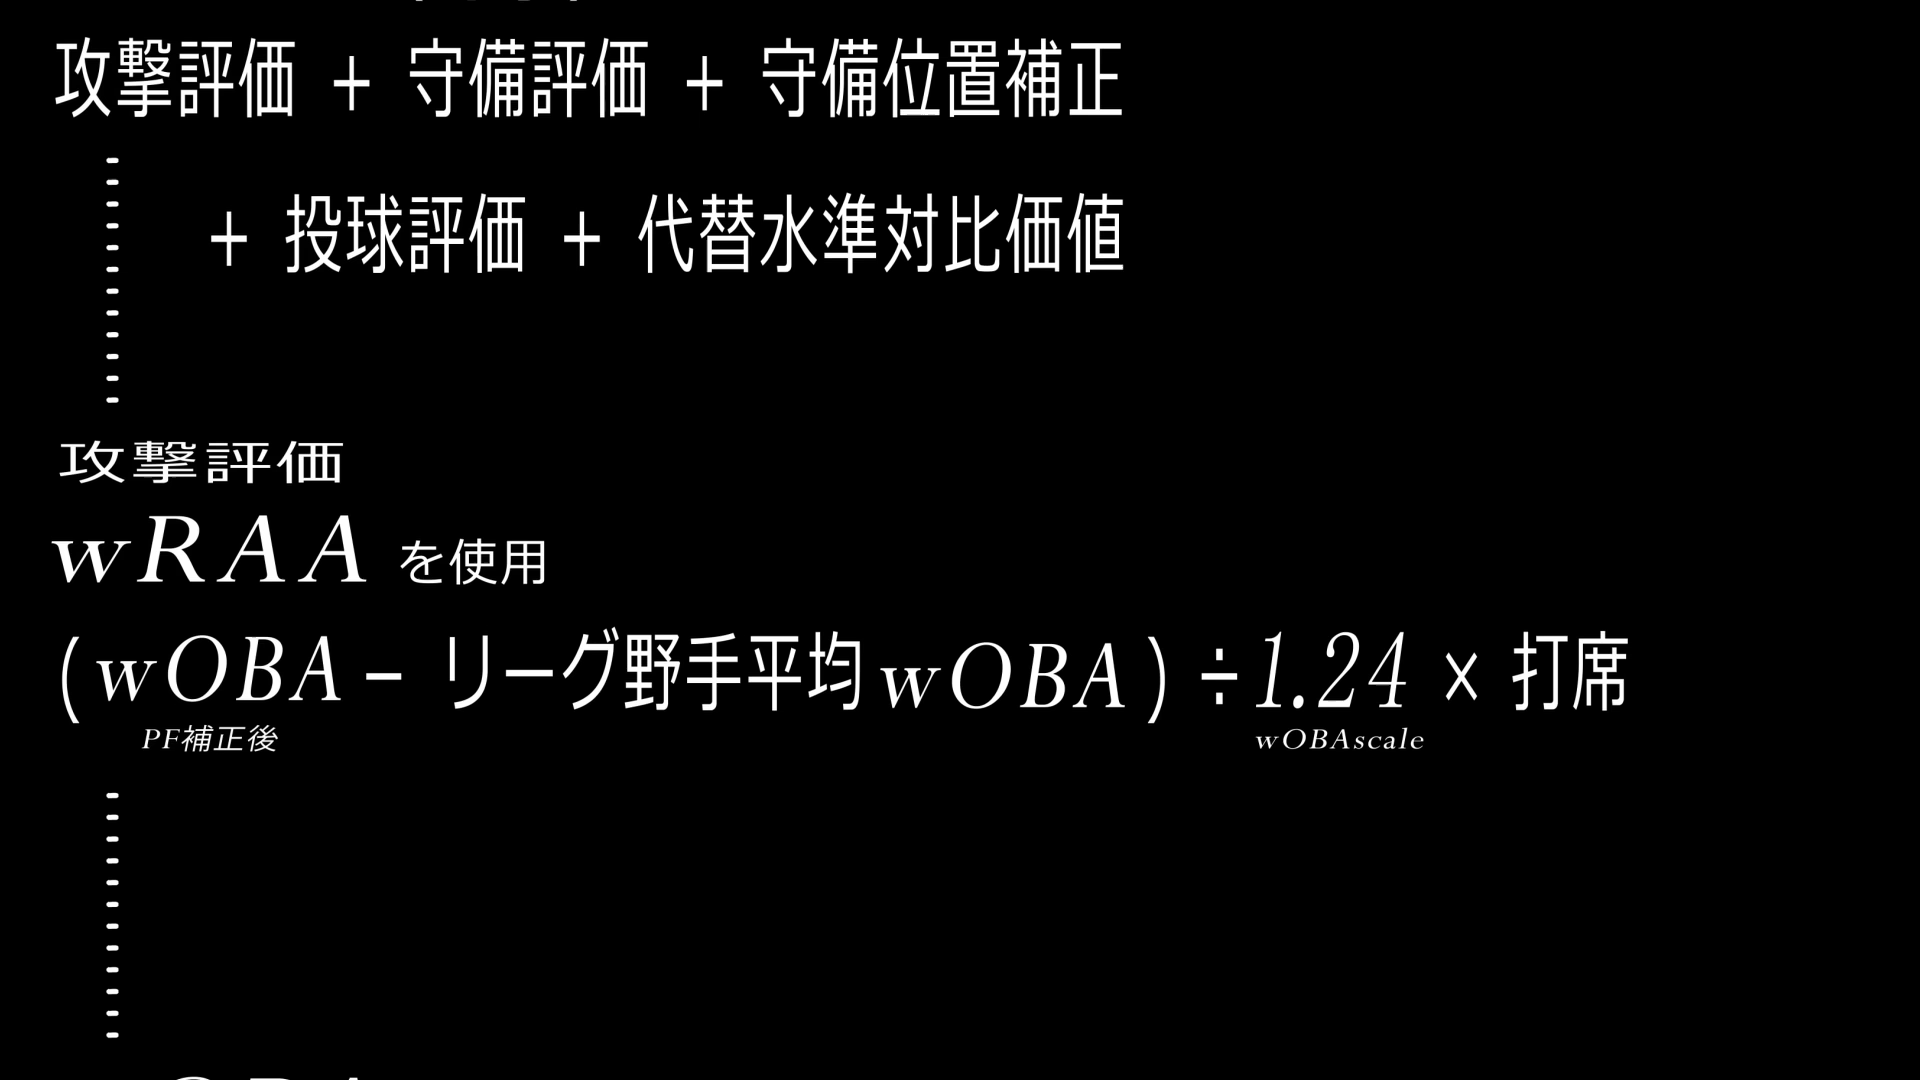 攻撃評価 + 守備評価 + 守備位置補正
+ 投球評価 + 代替水準対比価値
攻撃評価
wRAA を使用
(wOBA − リーグ野手平均wOBA) ÷1.24 × 打席
PF補正後 wOBAscale